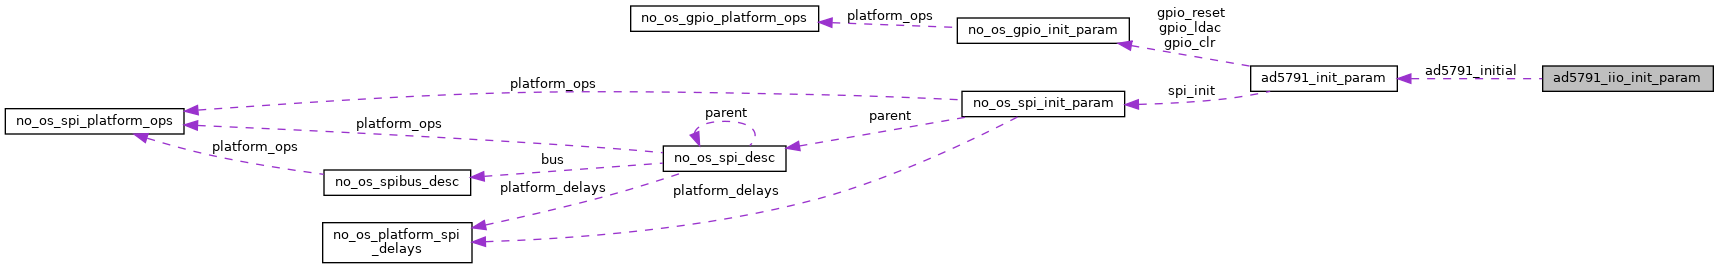 no_os_gpio_platform_ops
platform_ops
no_os_gpio_init_param
gpio_reset
gpio_ldac
gpio_clr
ad5791_init_param
ad5791_initial
ad5791_iio_init_param
spi_init
no_os_spi_init_param
platform_ops
no_os_spi_platform_ops
platform_ops
parent
parent
no_os_spi_desc
platform_ops
bus
no_os_spibus_desc
platform_delays
platform_delays
no_os_platform_spi
_delays